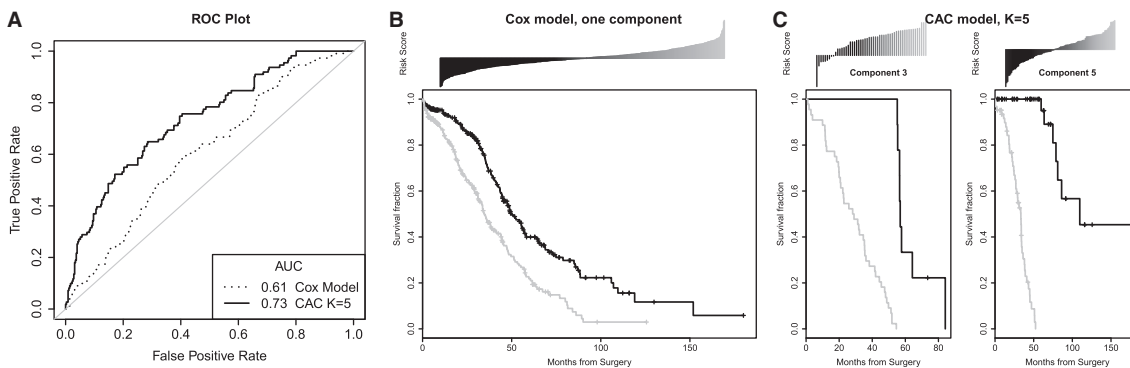 A
ROC Plot
True Positive Rate
1.0
0.8
0.6
0.4
0.2
0.0
0.0 0.2 0.4 0.6 0.8 1.0
False Positive Rate
AUC
0.61 Cox Model
0.73 CAC K=5
B
Cox model, one component
Risk Score
Survival fraction
1.0
0.8
0.6
0.4
0.2
0.0
0 50 100 150
Months from Surgery
C
CAC model, K=5
Risk Score
Component 3
Survival fraction
1.0
0.8
0.6
0.4
0.2
0.0
0 20 40 60 80
Months from Surgery
Risk Score
Component 5
Survival fraction
1.0
0.8
0.6
0.4
0.2
0.0
0 50 100 150
Months from Surgery